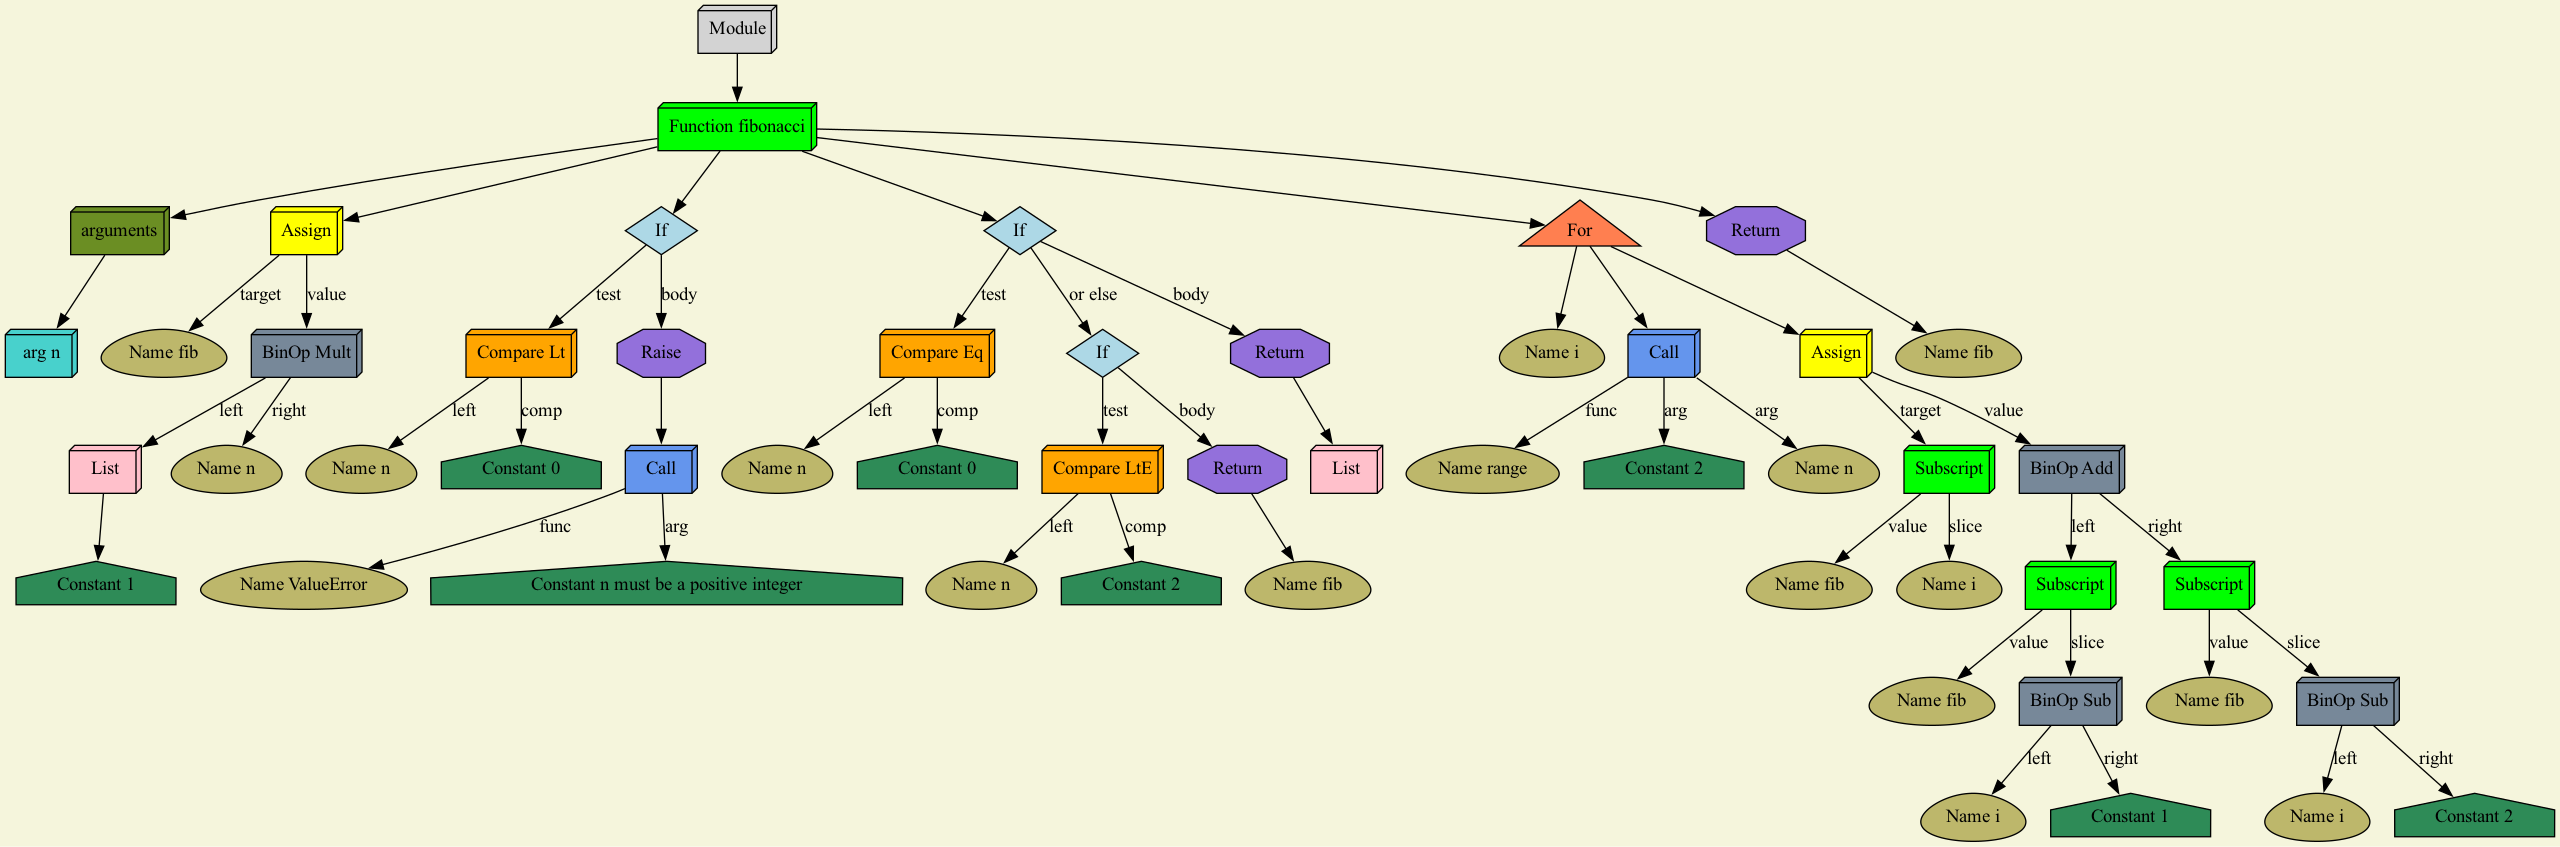 Module
Function fibonacci
arguments
Assign
If
If
For
Return
target
value
test
body
test
or else
body
arg n
Name fib
BinOp Mult
Compare Lt
Raise
Compare Eq
If
Return
Name i
Call
Assign
Name fib
left
right
left
comp
left
comp
test
body
func
arg
arg
target
value
List
Name n
Name n
Constant 0
Call
Name n
Constant 0
Compare LtE
Return
List
Name range
Constant 2
Name n
Subscript
BinOp Add
func
arg
left
comp
value
slice
left
right
Constant 1
Name ValueError
Constant n must be a positive integer
Name n
Constant 2
Name fib
Name fib
Name i
Subscript
Subscript
value
slice
value
slice
Name fib
BinOp Sub
Name fib
BinOp Sub
left
right
left
right
Name i
Constant 1
Name i
Constant 2